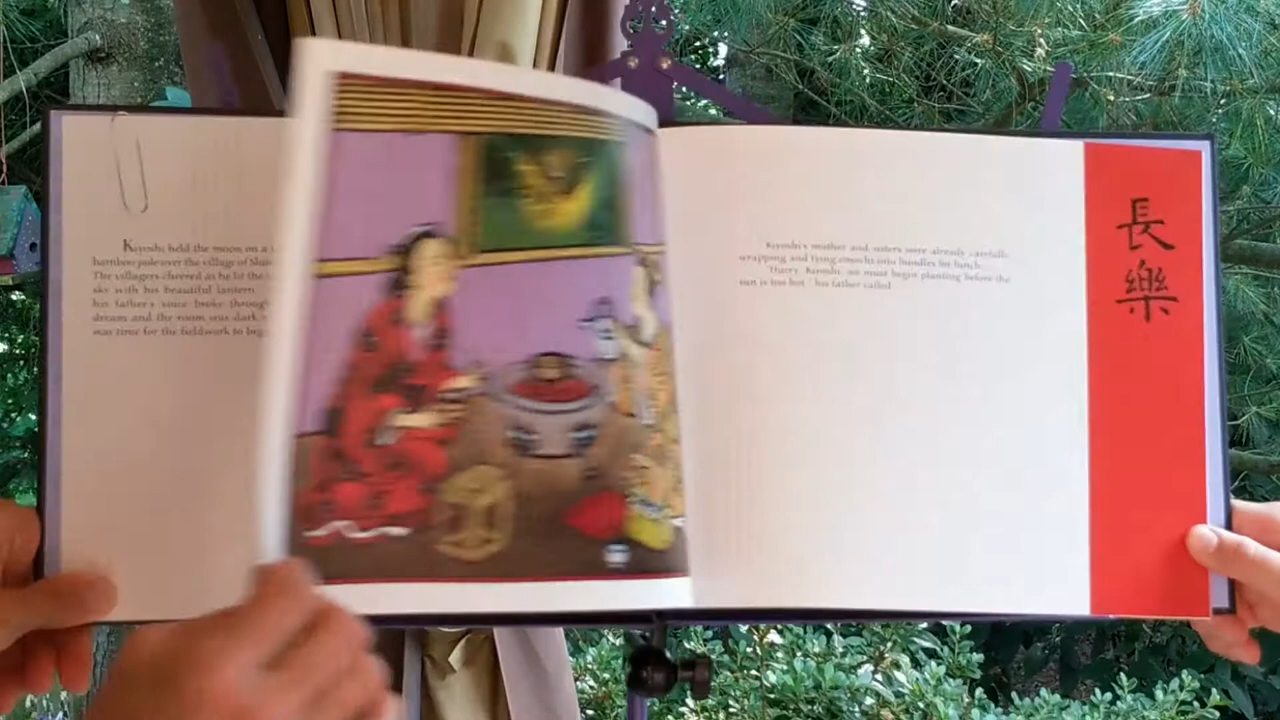 Kiyoshi held the moon on a
bamboo pole over the village of
The villagers cheered as he lit the
sky with his beautiful lantern.
his father's voice broke through
dream and the room was dark.
was time for the fieldwork to
Kiyoshi's mother and sisters were already carefully
wrapping and tying omochi into bundles for lunch.
"Hurry, Kiyoshi, we must begin planting before the
sun is too hot," his father called.
長
樂